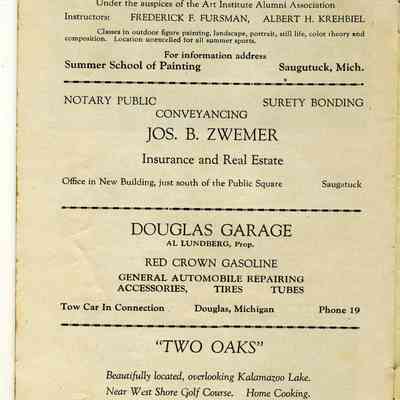 Under the auspices of the Art Institute Alumni Association
Instructors: FREDERICK F. FURSMAN, ALBERT H. KREHBIEL
Classes in outdoor figure painting, landscape, portrait, still life, color theory and
composition. Location unexcelled for all summer sports.
For information address
Summer School of Painting Saugutuck, Mich.
NOTARY PUBLIC SURETY BONDING
CONVEYANCING
JOS. B. ZWEMER
Insurance and Real Estate
Office in New Building, just south of the Public Square Saugatuck
DOUGLAS GARAGE
AL LUNDBERG, Prop.
RED CROWN GASOLINE
GENERAL AUTOMOBILE REPAIRING
ACCESSORIES, TIRES TUBES
Tow Car In Connection Douglas, Michigan Phone 19
"TWO OAKS"
Beautifully located, overlooking Kalamazoo Lake.
Near West Shore Golf Course. Home Cooking.